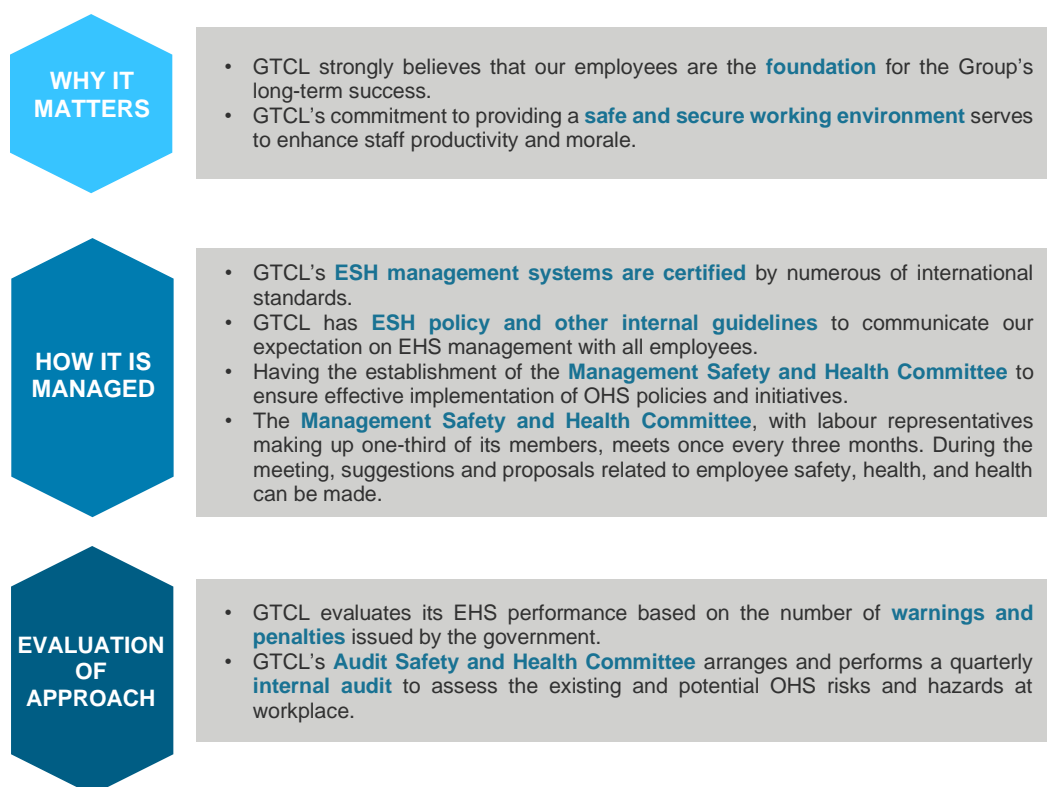 WHY IT
MATTERS
• GTCL strongly believes that our employees are the foundation for the Group's
long-term success.
• GTCL's commitment to providing a safe and secure working environment serves
to enhance staff productivity and morale.
HOW IT IS
MANAGED
• GTCL's ESH management systems are certified by numerous of international
standards.
• GTCL has ESH policy and other internal guidelines to communicate our
expectation on EHS management with all employees.
• Having the establishment of the Management Safety and Health Committee to
ensure effective implementation of OHS policies and initiatives.
• The Management Safety and Health Committee, with labour representatives
making up one-third of its members, meets once every three months. During the
meeting, suggestions and proposals related to employee safety, health, and health
can be made.
EVALUATION
OF
APPROACH
• GTCL evaluates its EHS performance based on the number of warnings and
penalties issued by the government.
• GTCL's Audit Safety and Health Committee arranges and performs a quarterly
internal audit to assess the existing and potential OHS risks and hazards at
workplace.